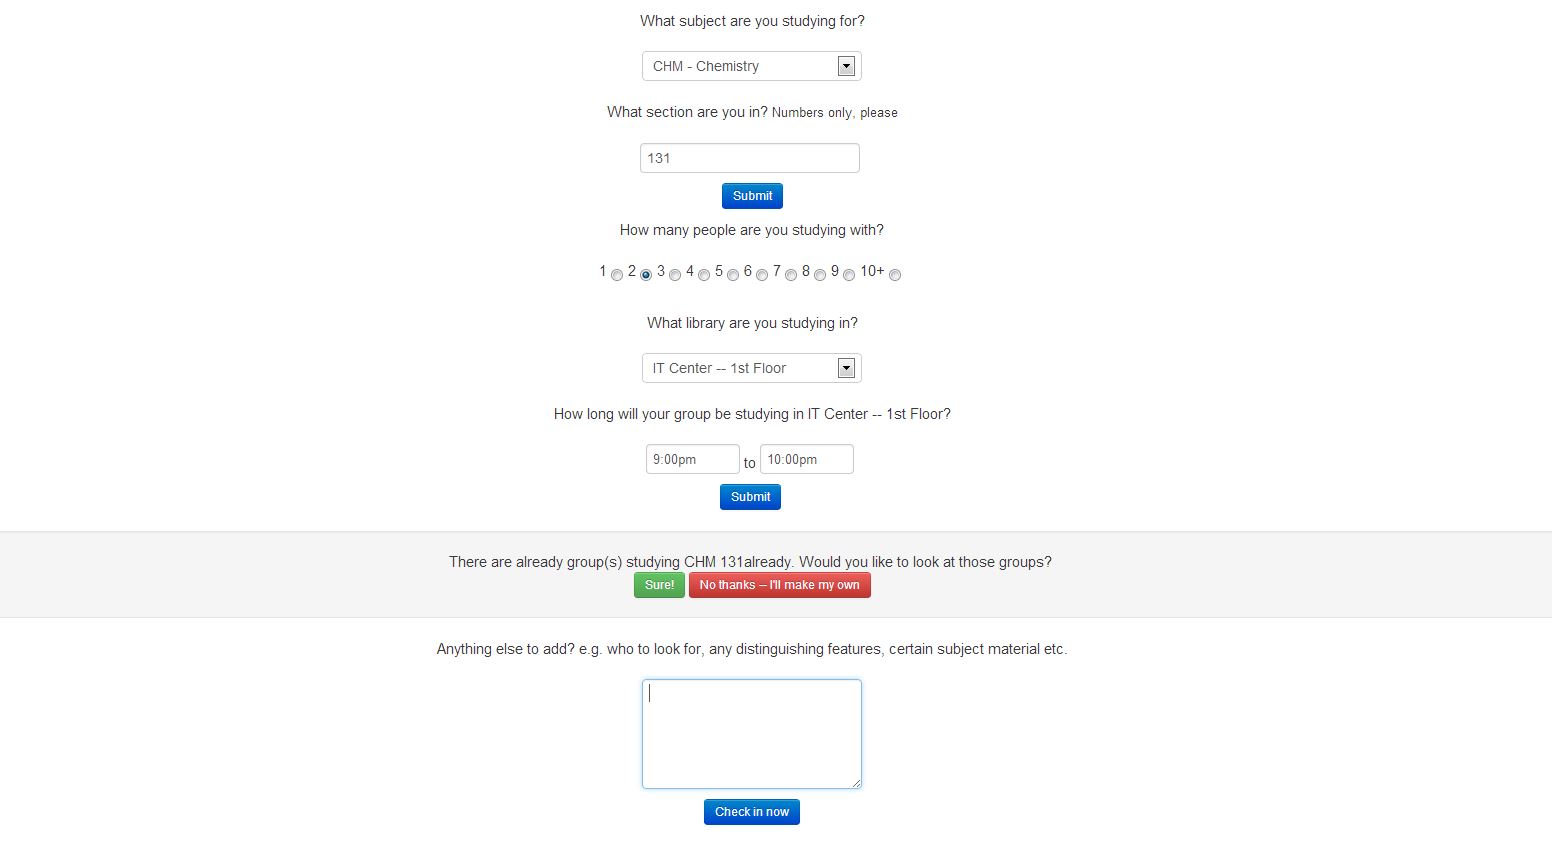 What subject are you studying for?
CHM - Chemistry
What section are you in? Numbers only, please
131
Submit
How many people are you studying with?
1 2 3 4 5 6 7 8 9 10+
What library are you studying in?
IT Center -- 1st Floor
How long will your group be studying in IT Center -- 1st Floor?
9:00pm to 10:00pm
Submit
There are already group(s) studying CHM 131already. Would you like to look at those groups?
Sure! No thanks – I'll make my own
Anything else to add? e.g. who to look for, any distinguishing features, certain subject material etc.
Check in now